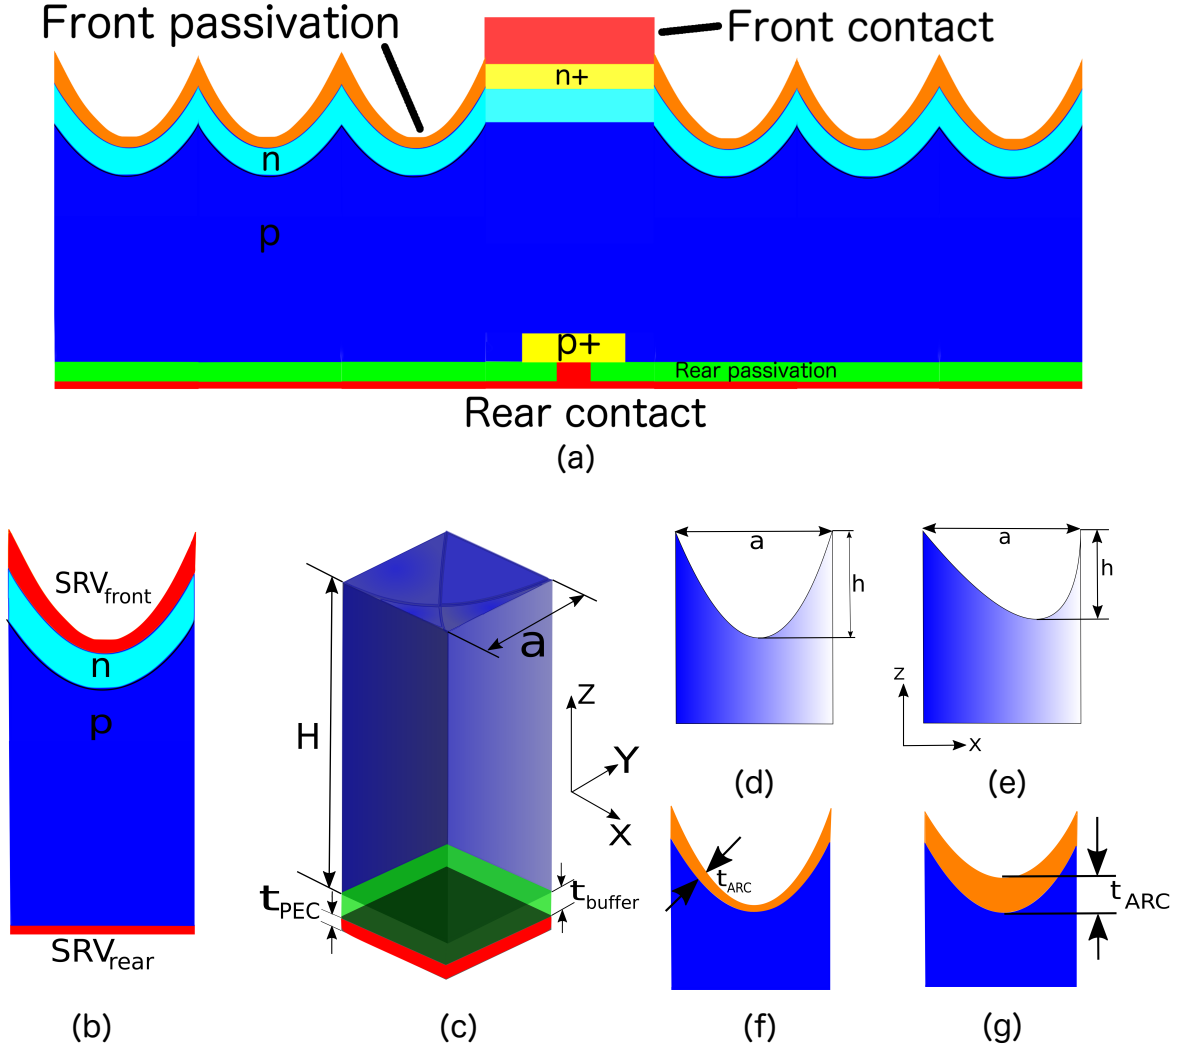 Front passivation
Front contact
n+
n
p
p+
Rear passivation
Rear contact
(a)
SRVfront
n
p
SRVrear
(b)
H
a
Z
Y
X
tPEC
tbuffer
(c)
a
h
(d)
a
h
Z
X
(e)
tARC
(f)
tARC
(g)